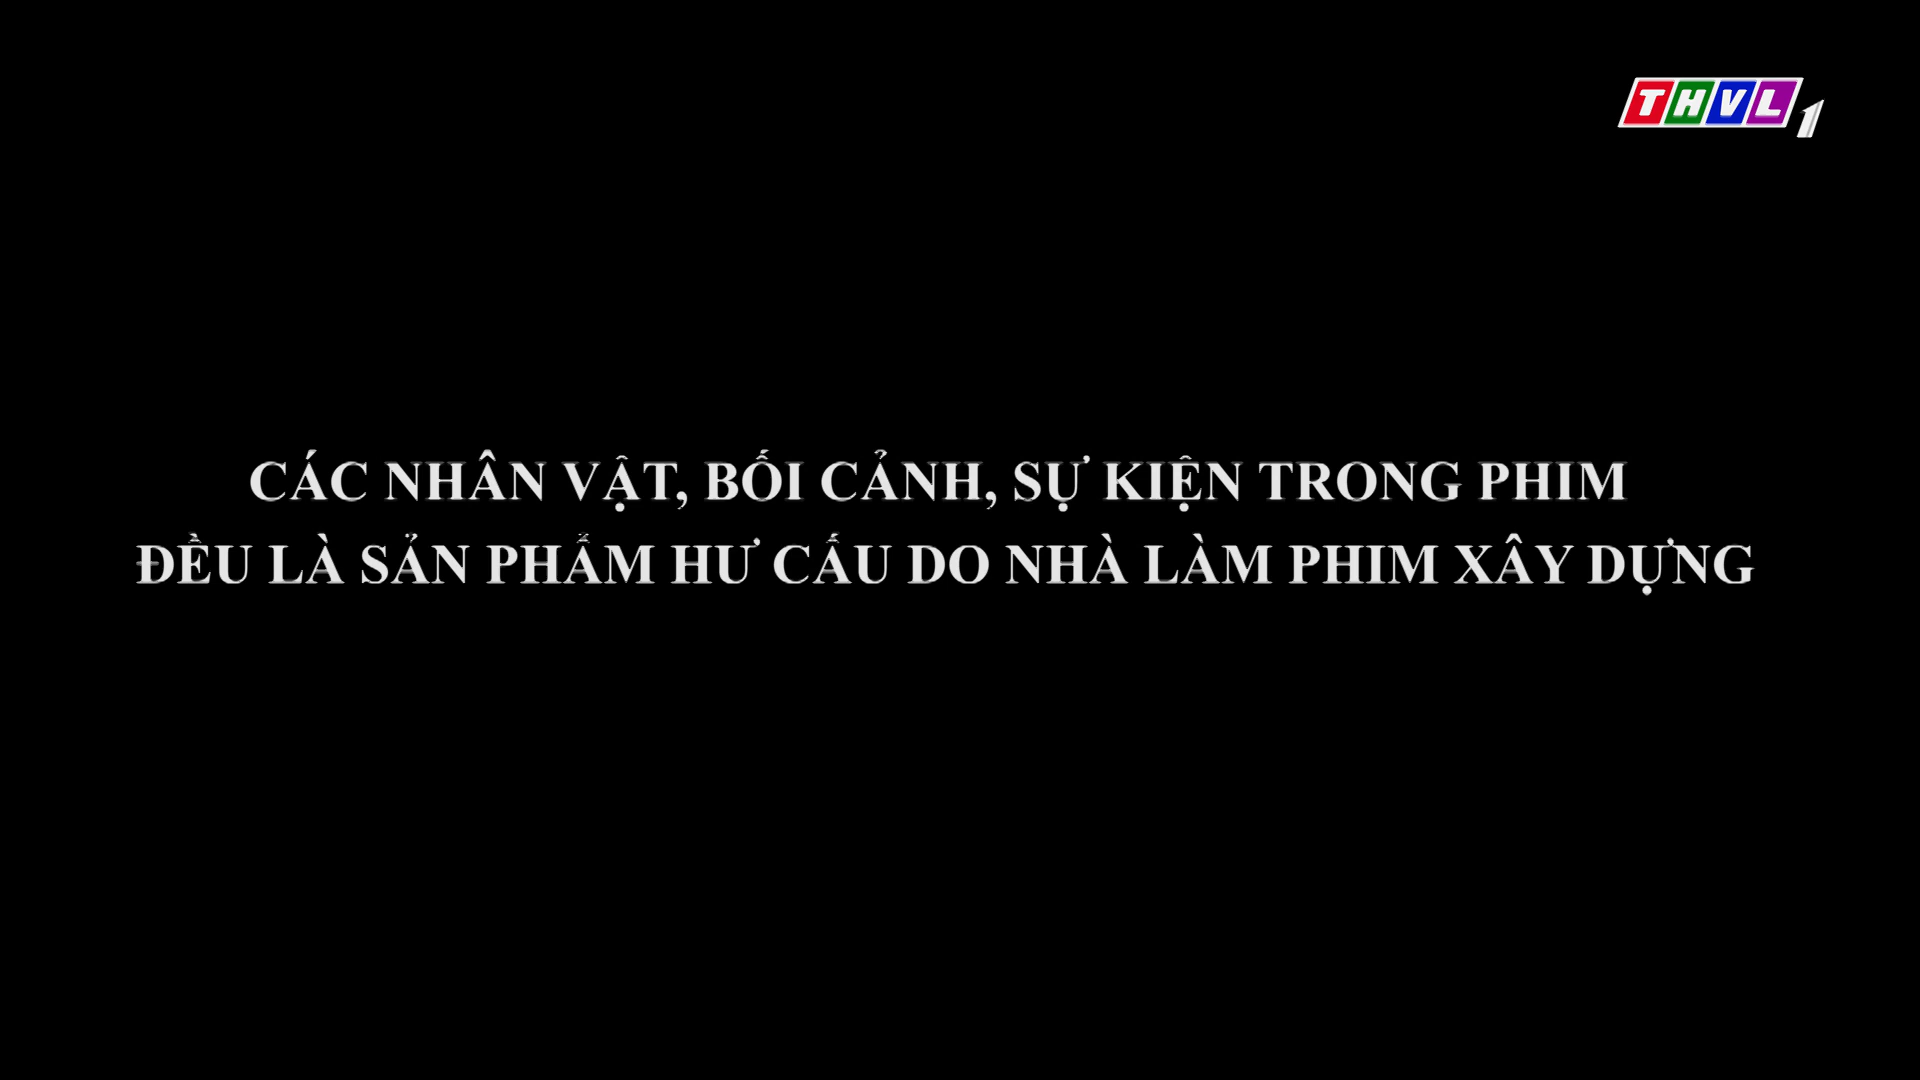 THVL1
CÁC NHÂN VẬT, BỐI CẢNH, SỰ KIỆN TRONG PHIM
ĐỀU LÀ SẢN PHẨM HƯ CẤU DO NHÀ LÀM PHIM XÂY DỰNG